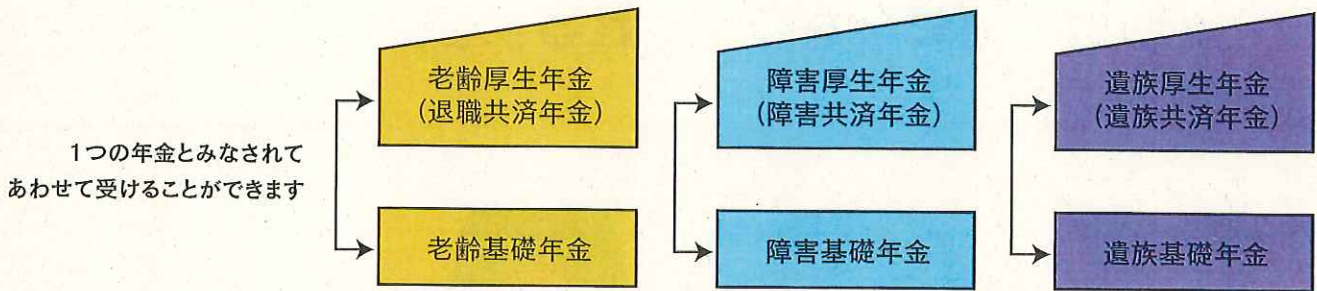 1つの年金とみなされて
あわせて受けることができます
老齢厚生年金
(退職共済年金)
老齢基礎年金
障害厚生年金
(障害共済年金)
障害基礎年金
遺族厚生年金
(遺族共済年金)
遺族基礎年金